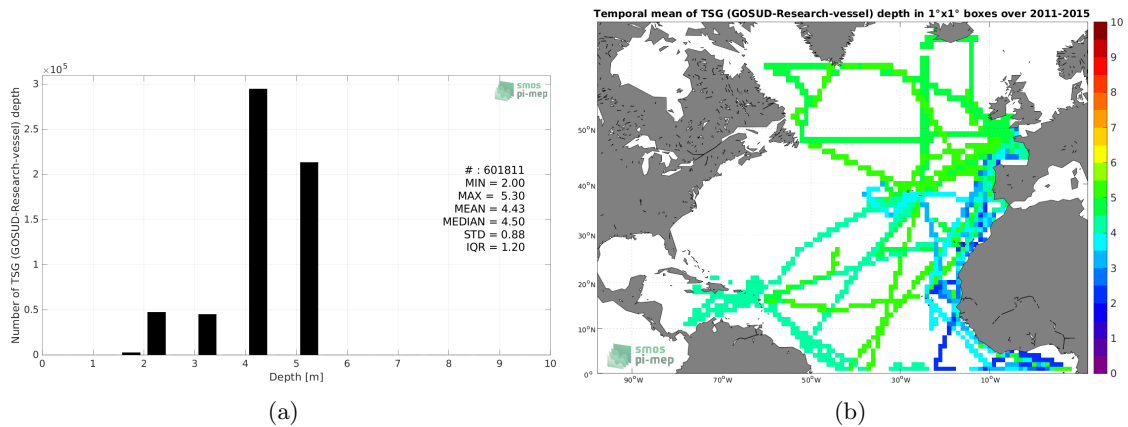 ×10⁵
3
2.5
2
1.5
1
0.5
0
Number of TSG (GOSUD-Research-vessel) depth
0 1 2 3 4 5 6 7 8 9 10
Depth [m]
smos
pi-mep
# : 601811
MIN = 2.00
MAX = 5.30
MEAN = 4.43
MEDIAN = 4.50
STD = 0.88
IQR = 1.20
(a)
Temporal mean of TSG (GOSUD-Research-vessel) depth in 1°x1° boxes over 2011-2015
50°N
40°N
30°N
20°N
10°N
0°
90°W 70°W 50°W 30°W 10°W
smos
pi-mep
10
9
8
7
6
5
4
3
2
1
0
(b)